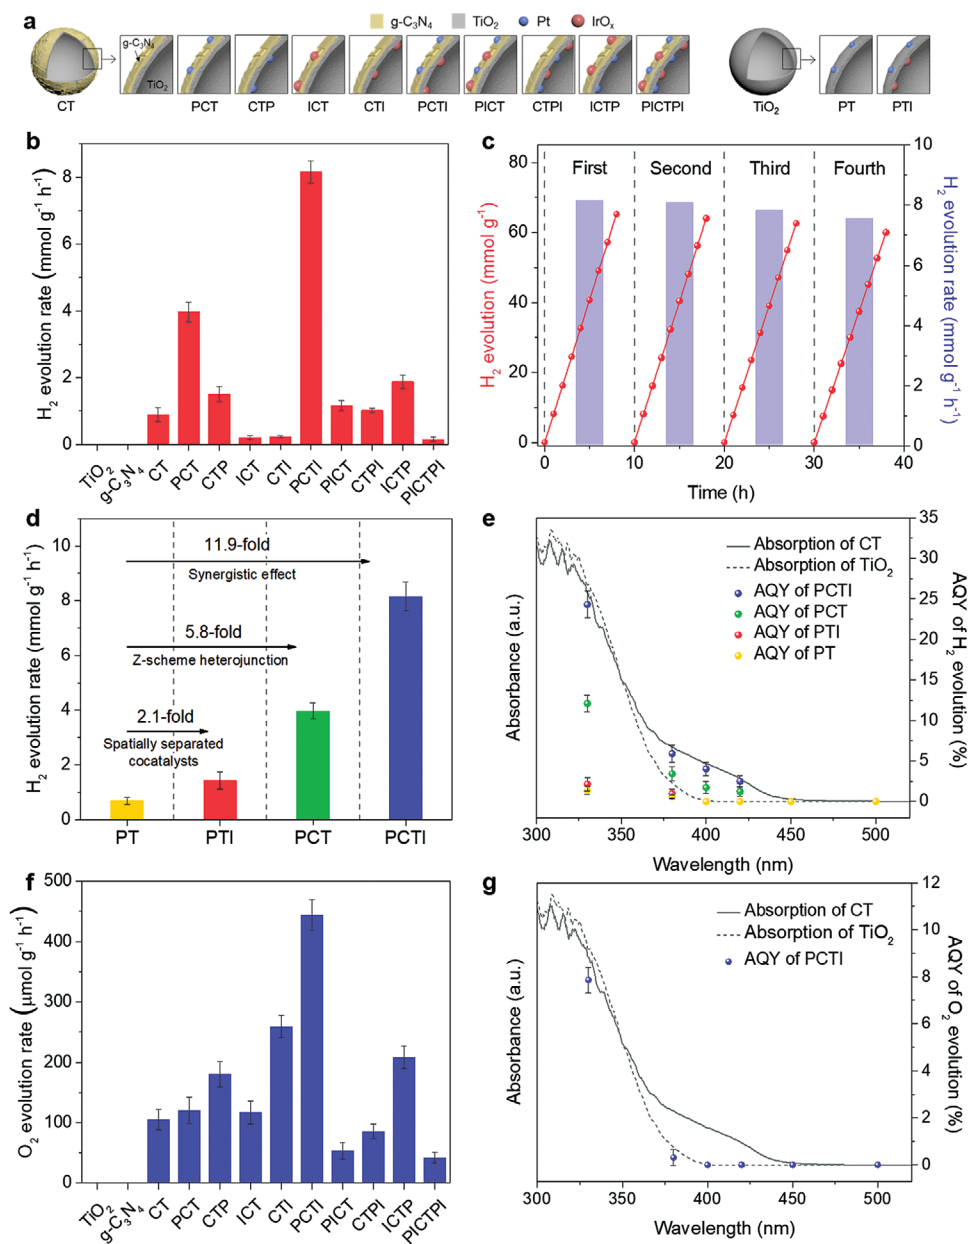 a
g-C₃N₄ TiO₂ Pt IrOₓ
g-C₃N₄
TiO₂
CT PCT CTP ICT CTI PCTI PICT CTPI ICTP PICTPI TiO₂ PT PTI
b
H₂ evolution rate (mmol g⁻¹ h⁻¹)
8
6
4
2
0
TiO₂ g-C₃N₄ CT PCT CTP ICT CTI PCTI PICT CTPI ICTP PICTPI
c
H₂ evolution (mmol g⁻¹)
80
60
40
20
0
First Second Third Fourth
10
8
6
4
2
0
H₂ evolution rate (mmol g⁻¹ h⁻¹)
0 10 20 30 40
Time (h)
d
H₂ evolution rate (mmol g⁻¹ h⁻¹)
10
8
6
4
2
0
11.9-fold
Synergistic effect
5.8-fold
Z-scheme heterojunction
2.1-fold
Spatially separated
cocatalysts
PT PTI PCT PCTI
e
Absorbance (a.u.)
Absorption of CT
Absorption of TiO₂
AQY of PCTI
AQY of PCT
AQY of PTI
AQY of PT
35
30
25
20
15
10
5
0
AQY of H₂ evolution (%)
300 350 400 450 500
Wavelength (nm)
f
O₂ evolution rate (μmol g⁻¹ h⁻¹)
500
400
300
200
100
0
TiO₂ g-C₃N₄ CT PCT CTP ICT CTI PCTI PICT CTPI ICTP PICTPI
g
Absorbance (a.u.)
Absorption of CT
Absorption of TiO₂
AQY of PCTI
12
10
8
6
4
2
0
AQY of O₂ evolution (%)
300 350 400 450 500
Wavelength (nm)